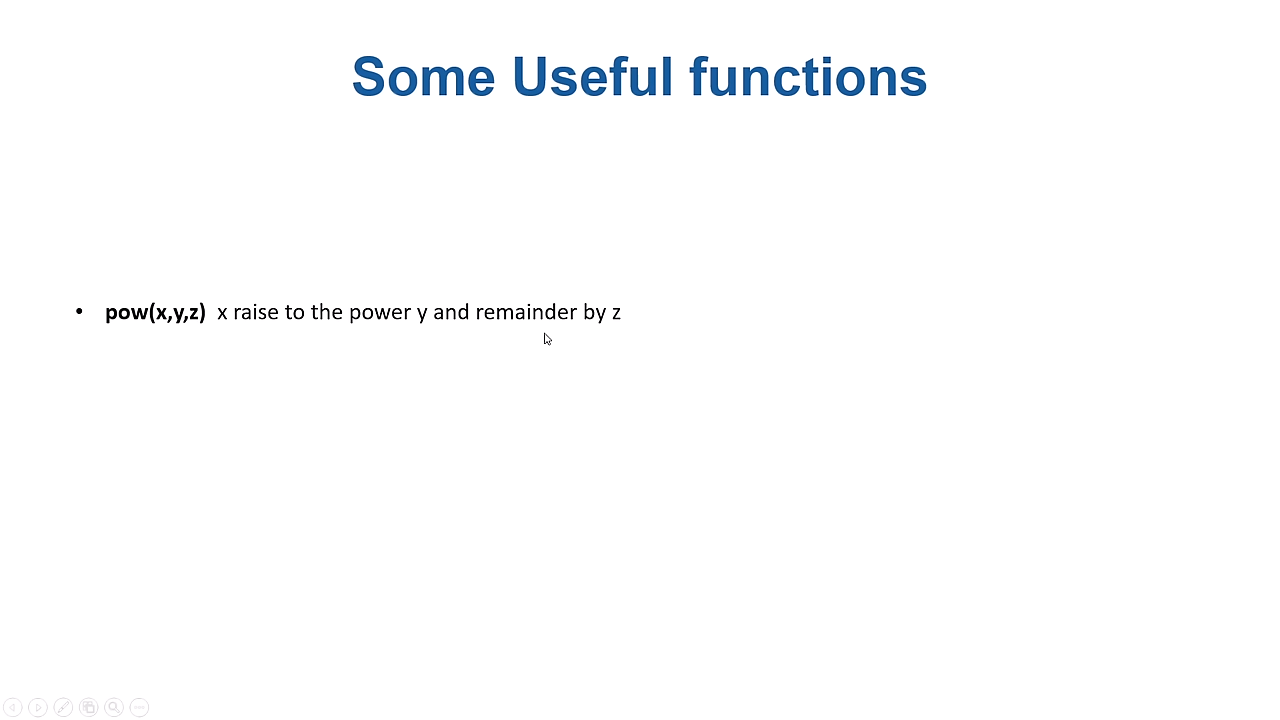 Some Useful functions
• pow(x,y,z) x raise to the power y and remainder by z